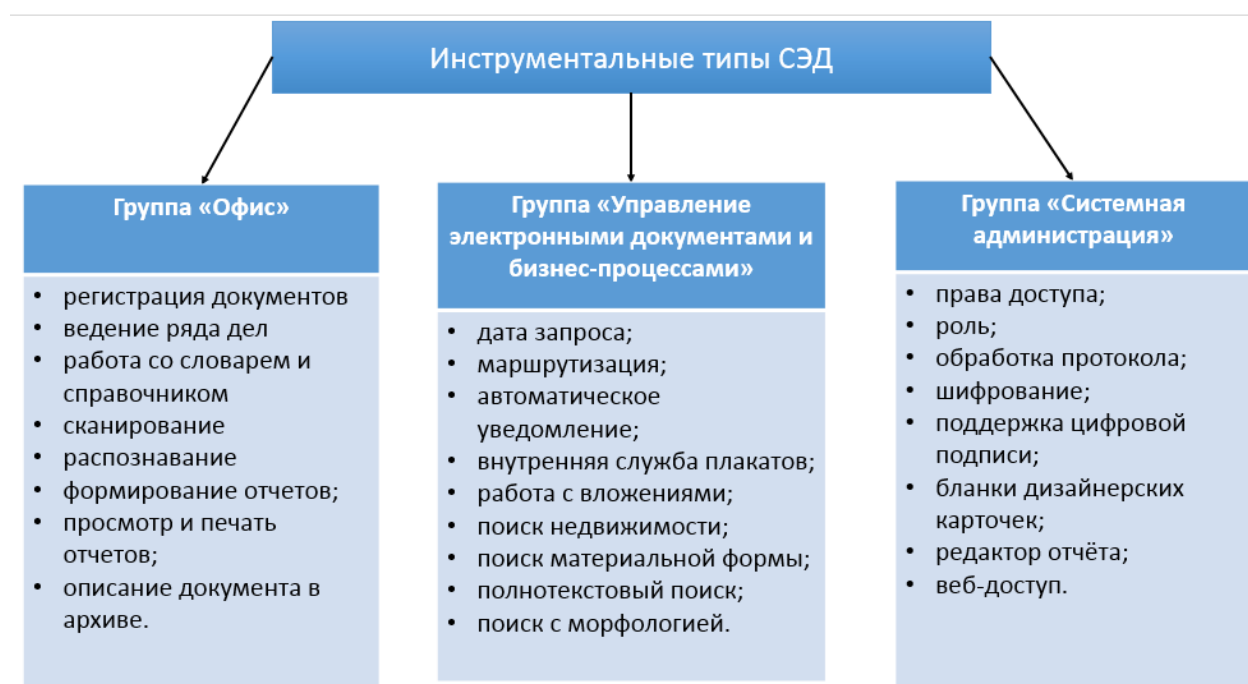 Инструментальные типы СЭД
Группа «Офис»
• регистрация документов
• ведение ряда дел
• работа со словарем и
справочником
• сканирование
• распознавание
• формирование отчетов;
• просмотр и печать
отчетов;
• описание документа в
архиве.
Группа «Управление
электронными документами и
бизнес-процессами»
• дата запроса;
• маршрутизация;
• автоматическое
уведомление;
• внутренняя служба плакатов;
• работа с вложениями;
• поиск недвижимости;
• поиск материальной формы;
• полнотекстовый поиск;
• поиск с морфологией.
Группа «Системная
администрация»
• права доступа;
• роль;
• обработка протокола;
• шифрование;
• поддержка цифровой
подписи;
• бланки дизайнерских
карточек;
• редактор отчёта;
• веб-доступ.